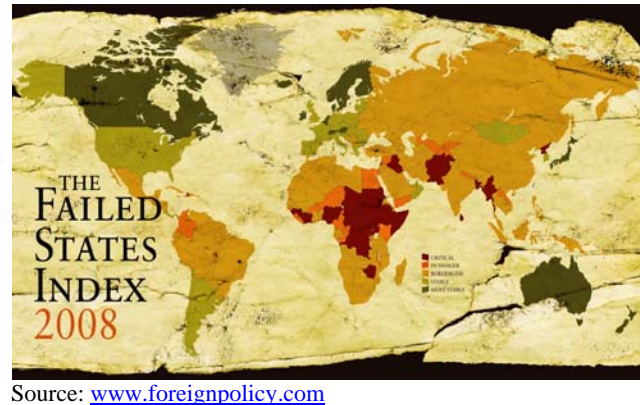 THE
FAILED
STATES
INDEX
2008
CRITICAL
IN DANGER
BORDERLINE
STABLE
MOST STABLE
Source: www.foreignpolicy.com